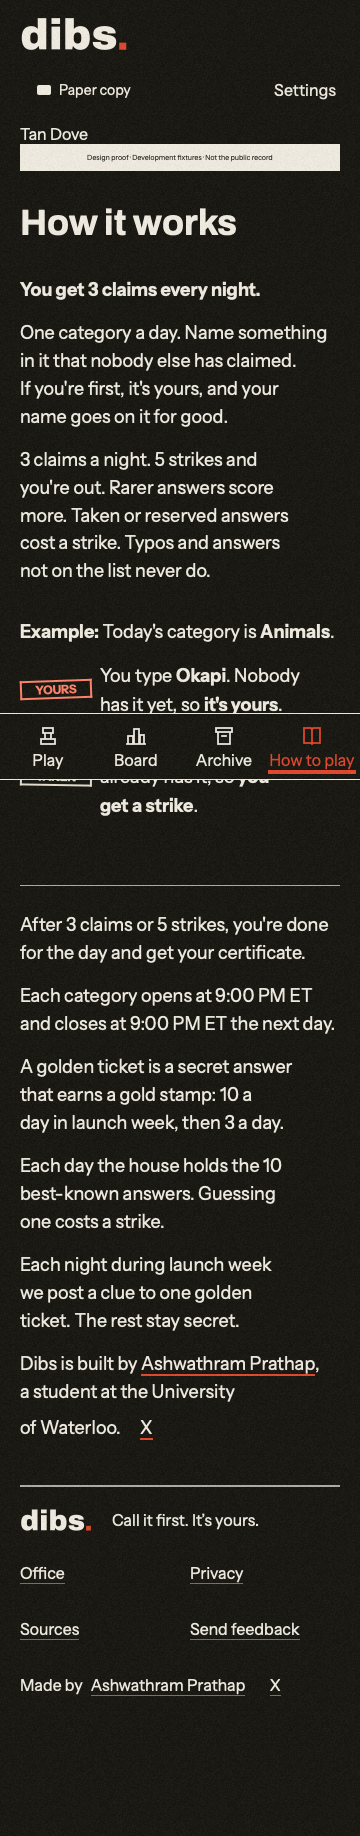 dibs.
Paper copy
Settings
Tan Dove
Design proof · Development fixtures · Not the public record
How it works
You get 3 claims every night.
One category a day. Name something
in it that nobody else has claimed.
If you're first, it's yours, and your
name goes on it for good.
3 claims a night. 5 strikes and
you're out. Rarer answers score
more. Taken or reserved answers
cost a strike. Typos and answers
not on the list never do.
Example: Today's category is Animals.
YOURS
You type Okapi. Nobody
has it yet, so it's yours.
Play
Board
Archive
How to play
already has it, so you
get a strike.
After 3 claims or 5 strikes, you're done
for the day and get your certificate.
Each category opens at 9:00 PM ET
and closes at 9:00 PM ET the next day.
A golden ticket is a secret answer
that earns a gold stamp: 10 a
day in launch week, then 3 a day.
Each day the house holds the 10
best-known answers. Guessing
one costs a strike.
Each night during launch week
we post a clue to one golden
ticket. The rest stay secret.
Dibs is built by Ashwathram Prathap,
a student at the University
of Waterloo. X
dibs. Call it first. It's yours.
Office
Privacy
Sources
Send feedback
Made by Ashwathram Prathap X